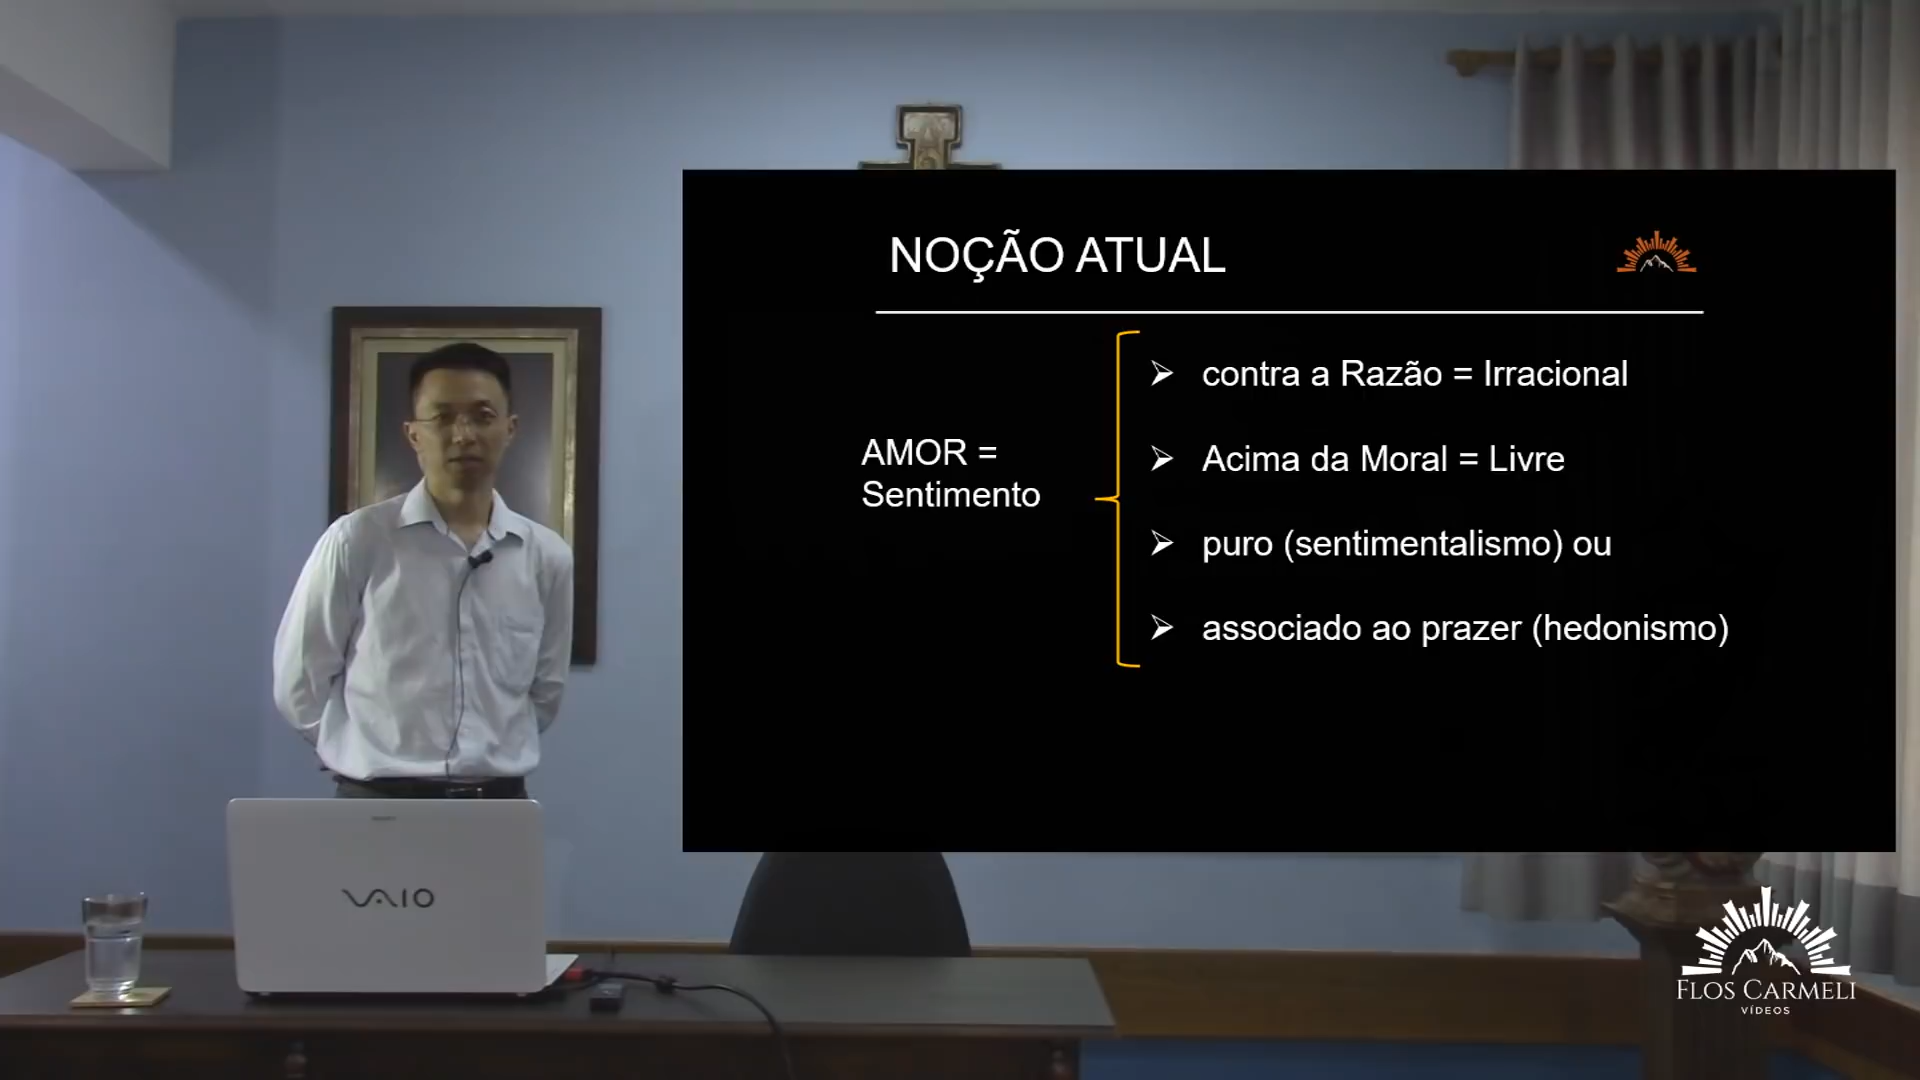 NOÇÃO ATUAL
AMOR =
Sentimento
➢ contra a Razão = Irracional
➢ Acima da Moral = Livre
➢ puro (sentimentalismo) ou
➢ associado ao prazer (hedonismo)
VAIO
FLOS CARMELI
VÍDEOS